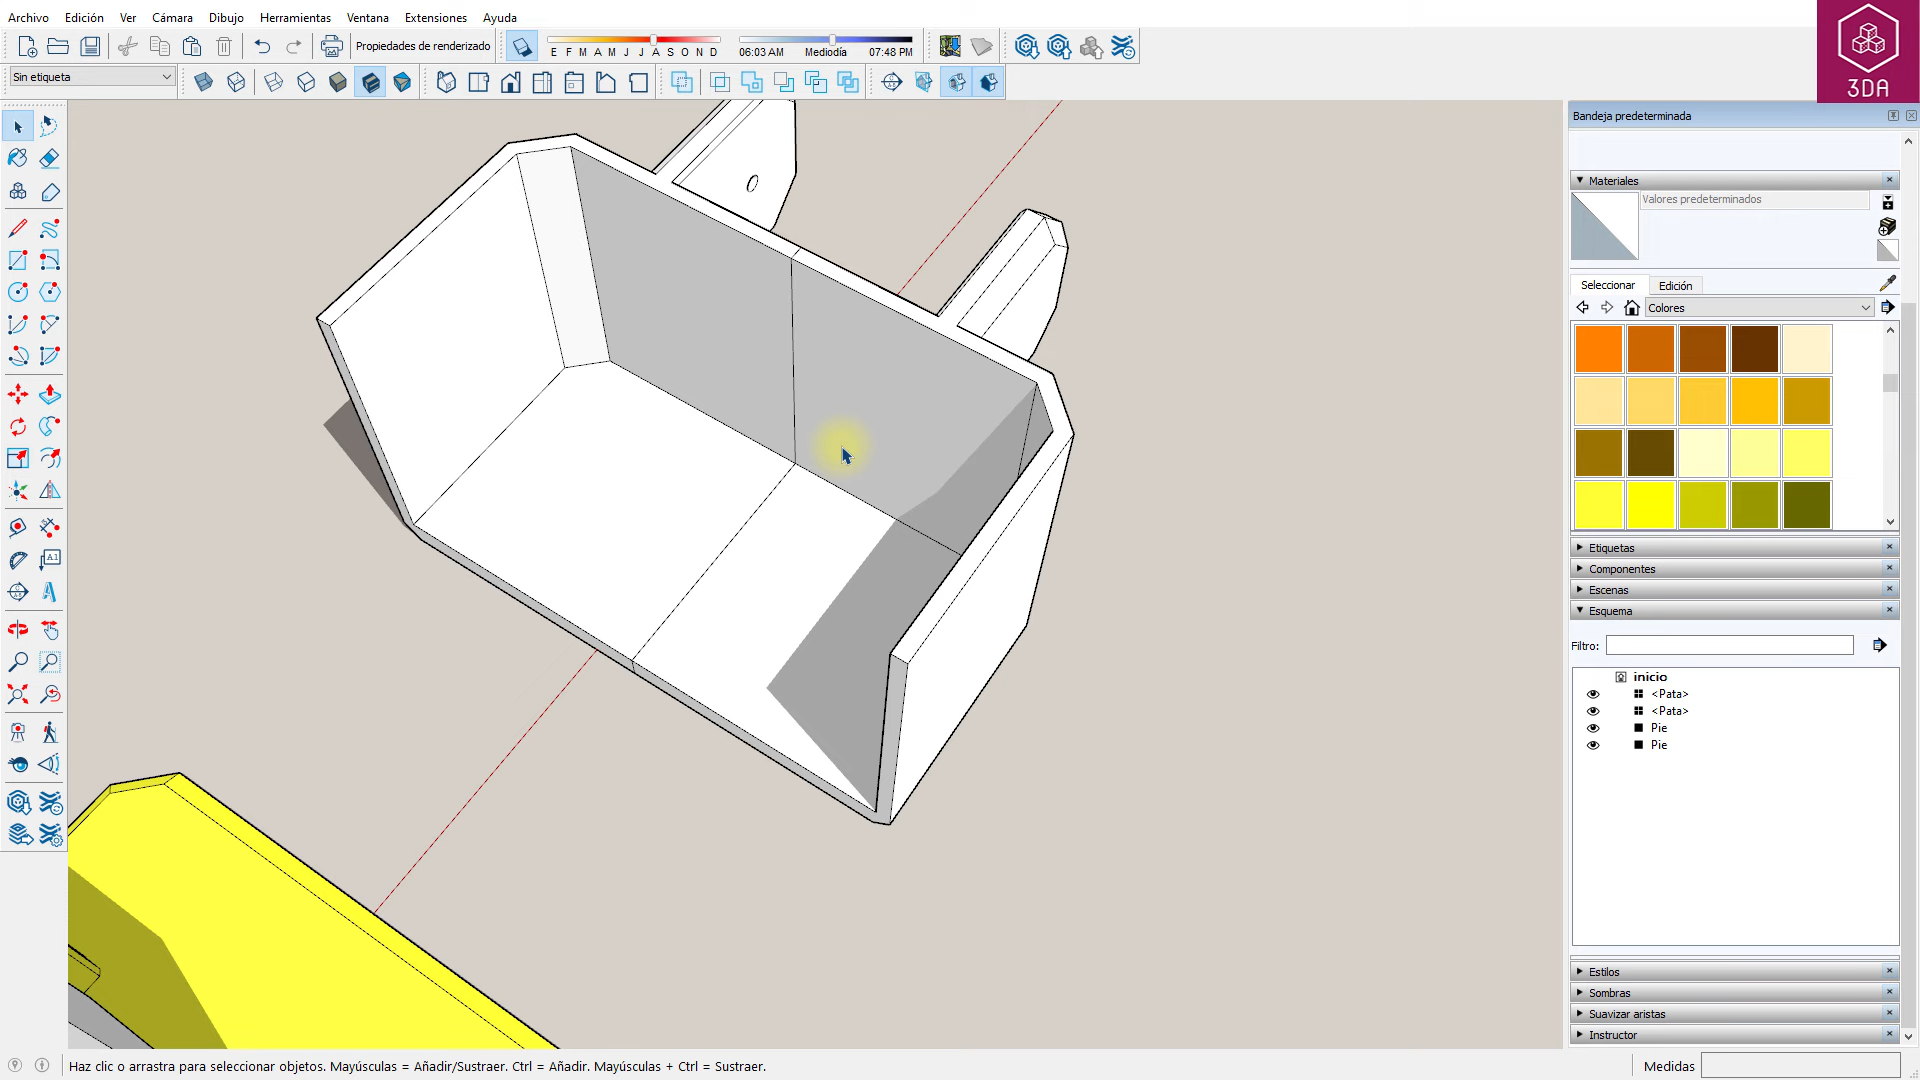 Archivo Edición Ver Cámara Dibujo Herramientas Ventana Extensiones Ayuda
Propiedades de renderizado
E F M A M J J A S O N D
06:03 AM Mediodía 07:48 PM
3DA
Sin etiqueta
Bandeja predeterminada
Materiales
Valores predeterminados
Seleccionar Edición
Colores
A1
A
Etiquetas
Componentes
Escenas
Esquema
Filtro:
inicio
<Pata>
<Pata>
Pie
Pie
Estilos
Sombras
Suavizar aristas
Instructor
Haz clic o arrastra para seleccionar objetos. Mayúsculas = Añadir/Sustraer. Ctrl = Añadir. Mayúsculas + Ctrl = Sustraer.
Medidas